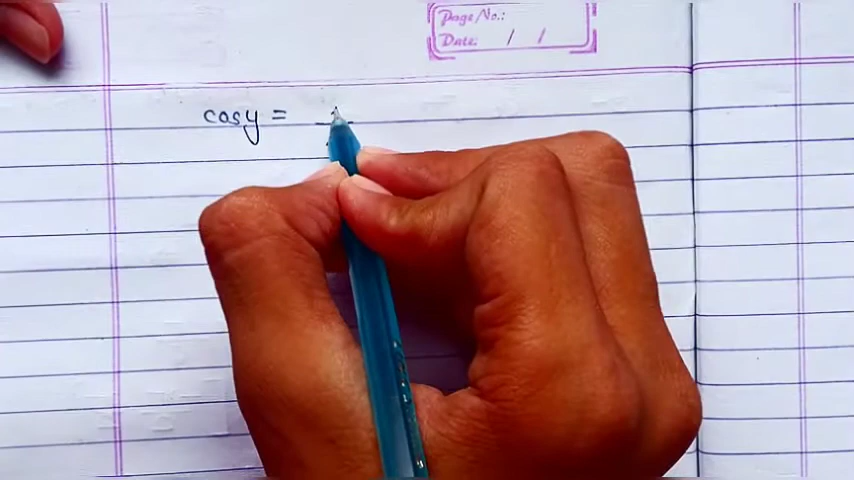 Page No.:
Date: / /
cosy =